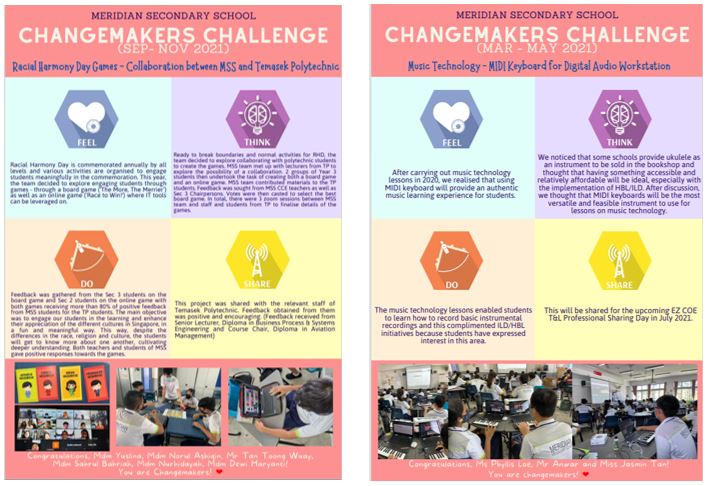 MERIDIAN SECONDARY SCHOOL
CHANGEMAKERS CHALLENGE
(SEP- NOV 2021)
Racial Harmony Day Games - Collaboration between MSS and Temasek Polytechnic
FEEL
Racial Harmony Day is commemorated annually by all
levels and various activities are organised to engage
students meaningfully in the commemoration. This year,
the team decided to explore engaging students through
games - through a board game ('The More, The Merrier')
as well as an online game ('Race to Win!') where IT tools
can be leveraged on.
THINK
Ready to break boundaries and normal activities for RHD, the
team decided to explore collaborating with polytechnic students
to create the games. MSS team met up with lecturers from TP to
explore the possibility of a collaboration. 2 groups of Year 3
students then undertook the task of creating both a board game
and an online game. MSS team contributed materials to the TP
students. Feedback was sought from MSS CCE teachers as well as
Sec 3 Chairpersons. Votes were then casted to select the best
board game. In total, there were 3 zoom sessions between MSS
team and staff and students from TP to finalise details of the
games.
DO
Feedback was gathered from the Sec 3 students on the
board game and Sec 2 students on the online game with
both games receiving more than 80% of positive feedback
from MSS students for the TP students. The main objective
was to engage our students in the learning and enhance
their appreciation of the different cultures in Singapore, in
a fun and meaningful way. This way, despite the
differences in the race, religion and culture, the students
will get to know more about one another, cultivating
deeper understanding. Both teachers and students of MSS
gave positive responses towards the games.
SHARE
This project was shared with the relevant staff of
Temasek Polytechnic. Feedback obtained from them
was positive and encouraging. (Feedback received from
Senior Lecturer, Diploma in Business Process & Systems
Engineering and Course Chair, Diploma in Aviation
Management)
Congratulations, Mdm Yuslina, Mdm Norul Ashiqin, Mr Tan Toong Wuay,
Mdm Sahrul Bahriah, Mdm Nurhidayah, Mdm Dewi Haryanti!
You are Changemakers!
MERIDIAN SECONDARY SCHOOL
CHANGEMAKERS CHALLENGE
(MAR - MAY 2021)
Music Technology - MIDI Keyboard for Digital Audio Workstation
FEEL
After carrying out music technology
lessons in 2020, we realised that using
MIDI keyboard will provide an authentic
music learning experience for students.
THINK
We noticed that some schools provide ukulele as
an instrument to be sold in the bookshop and
thought that having something accessible and
relatively affordable will be ideal, especially with
the implementation of HBL/ILD. After discussion,
we thought that MIDI keyboards will be the most
versatile and feasible instrument to use for
lessons on music technology.
DO
The music technology lessons enabled students
to learn how to record basic instrumental
recordings and this complimented ILD/HBL
initiatives because students have expressed
interest in this area.
SHARE
This will be shared for the upcoming EZ COE
T&L Professional Sharing Day in July 2021.
MERIDIAN
Congratulations, Ms Phyllis Loe, Mr Anwar and Miss Jasmin Tan!
You are Changemakers!